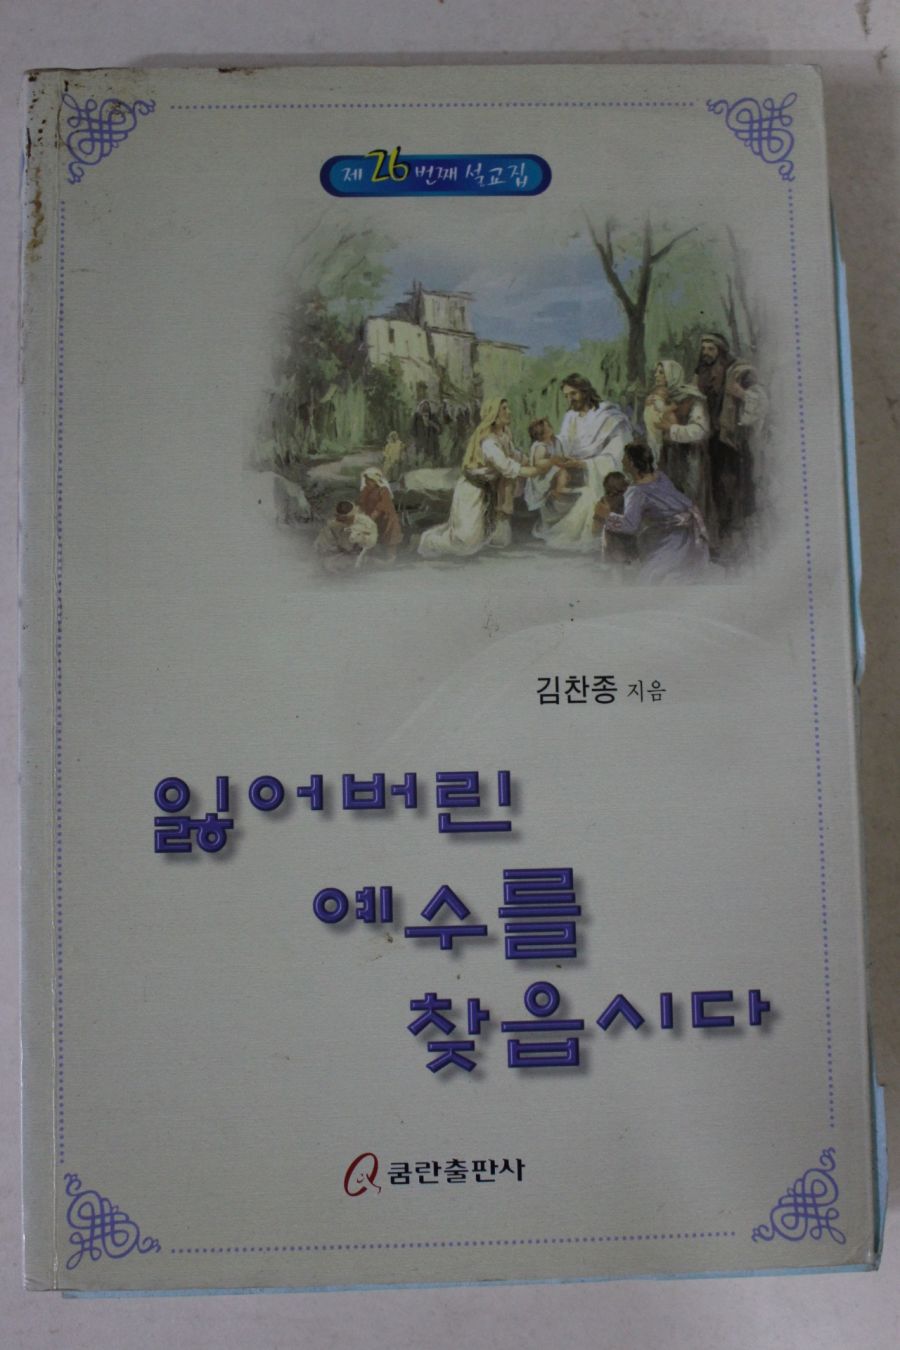 제 26 번째 설교집
김찬종 지음
잃어버린
예수를
찾읍시다
쿰란출판사